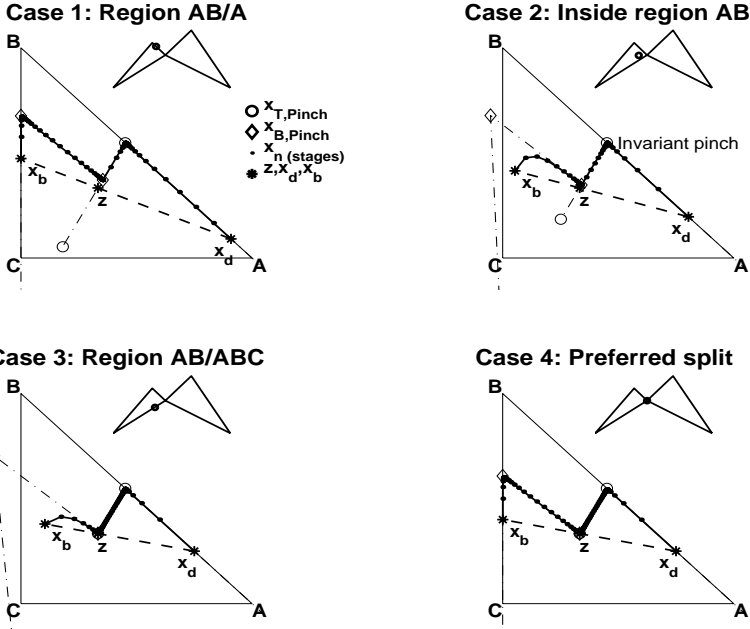 Case 1: Region AB/A
B
x_T,Pinch
x_B,Pinch
x_n (stages)
z,x_d,x_b
x_b
z
x_d
C
A
Case 2: Inside region AB
B
Invariant pinch
x_b
z
x_d
C
A
Case 3: Region AB/ABC
B
x_b
z
x_d
C
A
Case 4: Preferred split
B
x_b
z
x_d
C
A